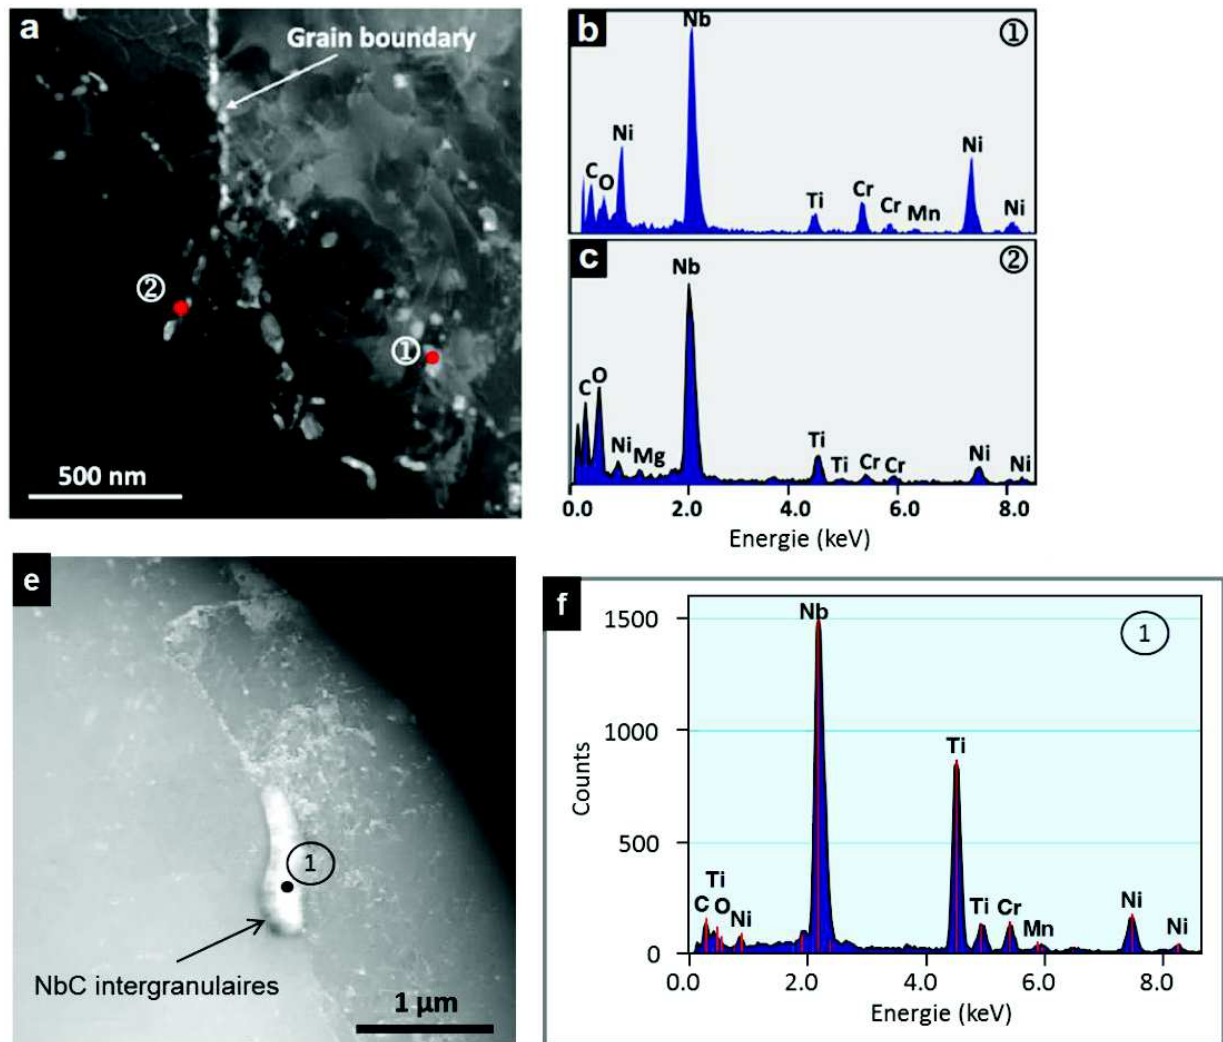 a
Grain boundary
②
①
500 nm
b
①
Nb
Ni
C
O
Ti
Cr
Cr
Mn
Ni
Ni
c
②
Nb
C
O
Ni
Mg
Ti
Ti
Cr
Cr
Ni
Ni
0.0 2.0 4.0 6.0 8.0
Energie (keV)
e
1
NbC intergranulaires
1 μm
f
1
1500
1000
500
0
Counts
Nb
Ti
C
O
Ni
Ti
Ti
Cr
Mn
Ni
Ni
0.0 2.0 4.0 6.0 8.0
Energie (keV)